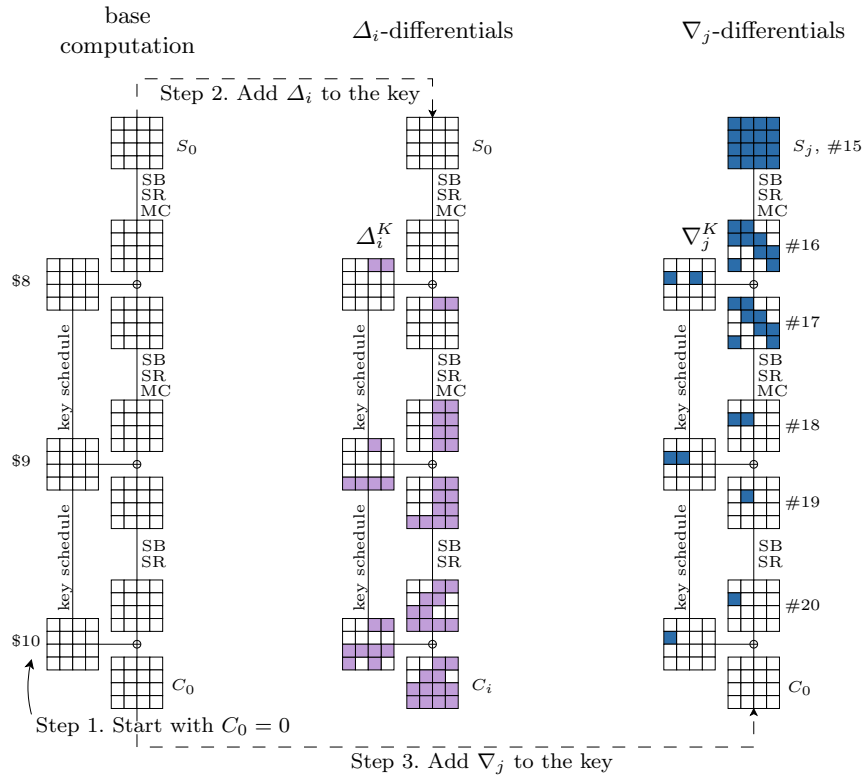 base
computation
Δᵢ-differentials
∇ⱼ-differentials
Step 2. Add Δᵢ to the key
S₀
S₀
Sⱼ, #15
SB
SR
MC
SB
SR
MC
SB
SR
MC
Δᵢᴷ
∇ⱼᴷ
#16
$8
#17
key schedule
key schedule
key schedule
SB
SR
MC
SB
SR
MC
SB
SR
MC
#18
$9
#19
key schedule
key schedule
key schedule
SB
SR
SB
SR
SB
SR
#20
$10
C₀
Cᵢ
C₀
Step 1. Start with C₀ = 0
Step 3. Add ∇ⱼ to the key